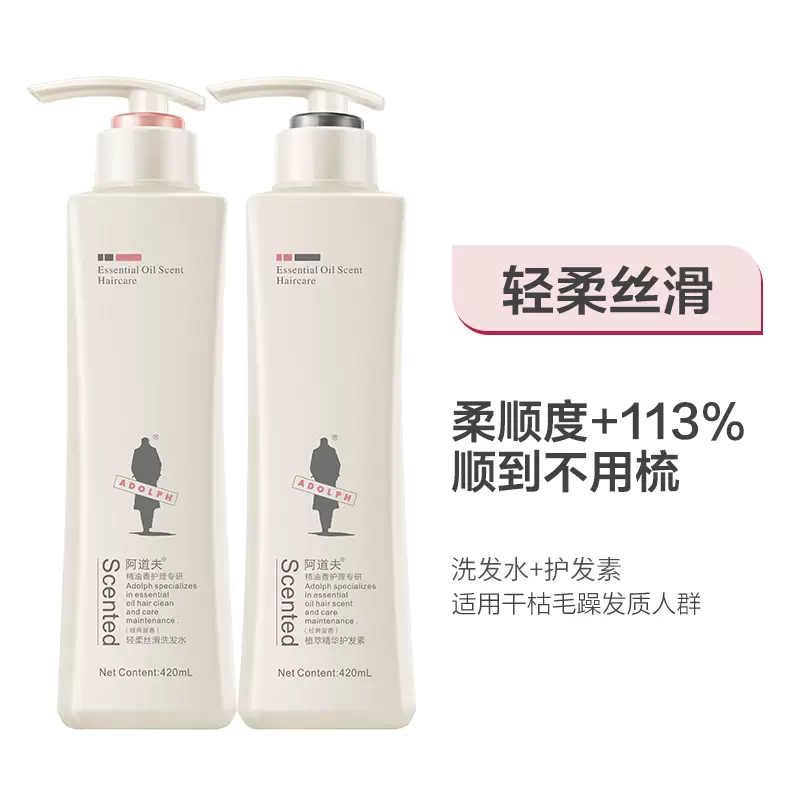 Essential Oil Scent
Haircare
ADOLPH
®
Scented
阿道夫®
精油香护理专研
Adolph specializes
in essential
oil hair clean
and care
maintenance.
(经典留香)
轻柔丝滑洗发水
Net Content:420mL
Essential Oil Scent
Haircare
ADOLPH
®
Scented
阿道夫®
精油香护理专研
Adolph specializes
in essential
oil hair scent
and care
maintenance.
(经典留香)
植萃精华护发素
Net Content:420mL
轻柔丝滑
柔顺度+113%
顺到不用梳
洗发水+护发素
适用干枯毛躁发质人群